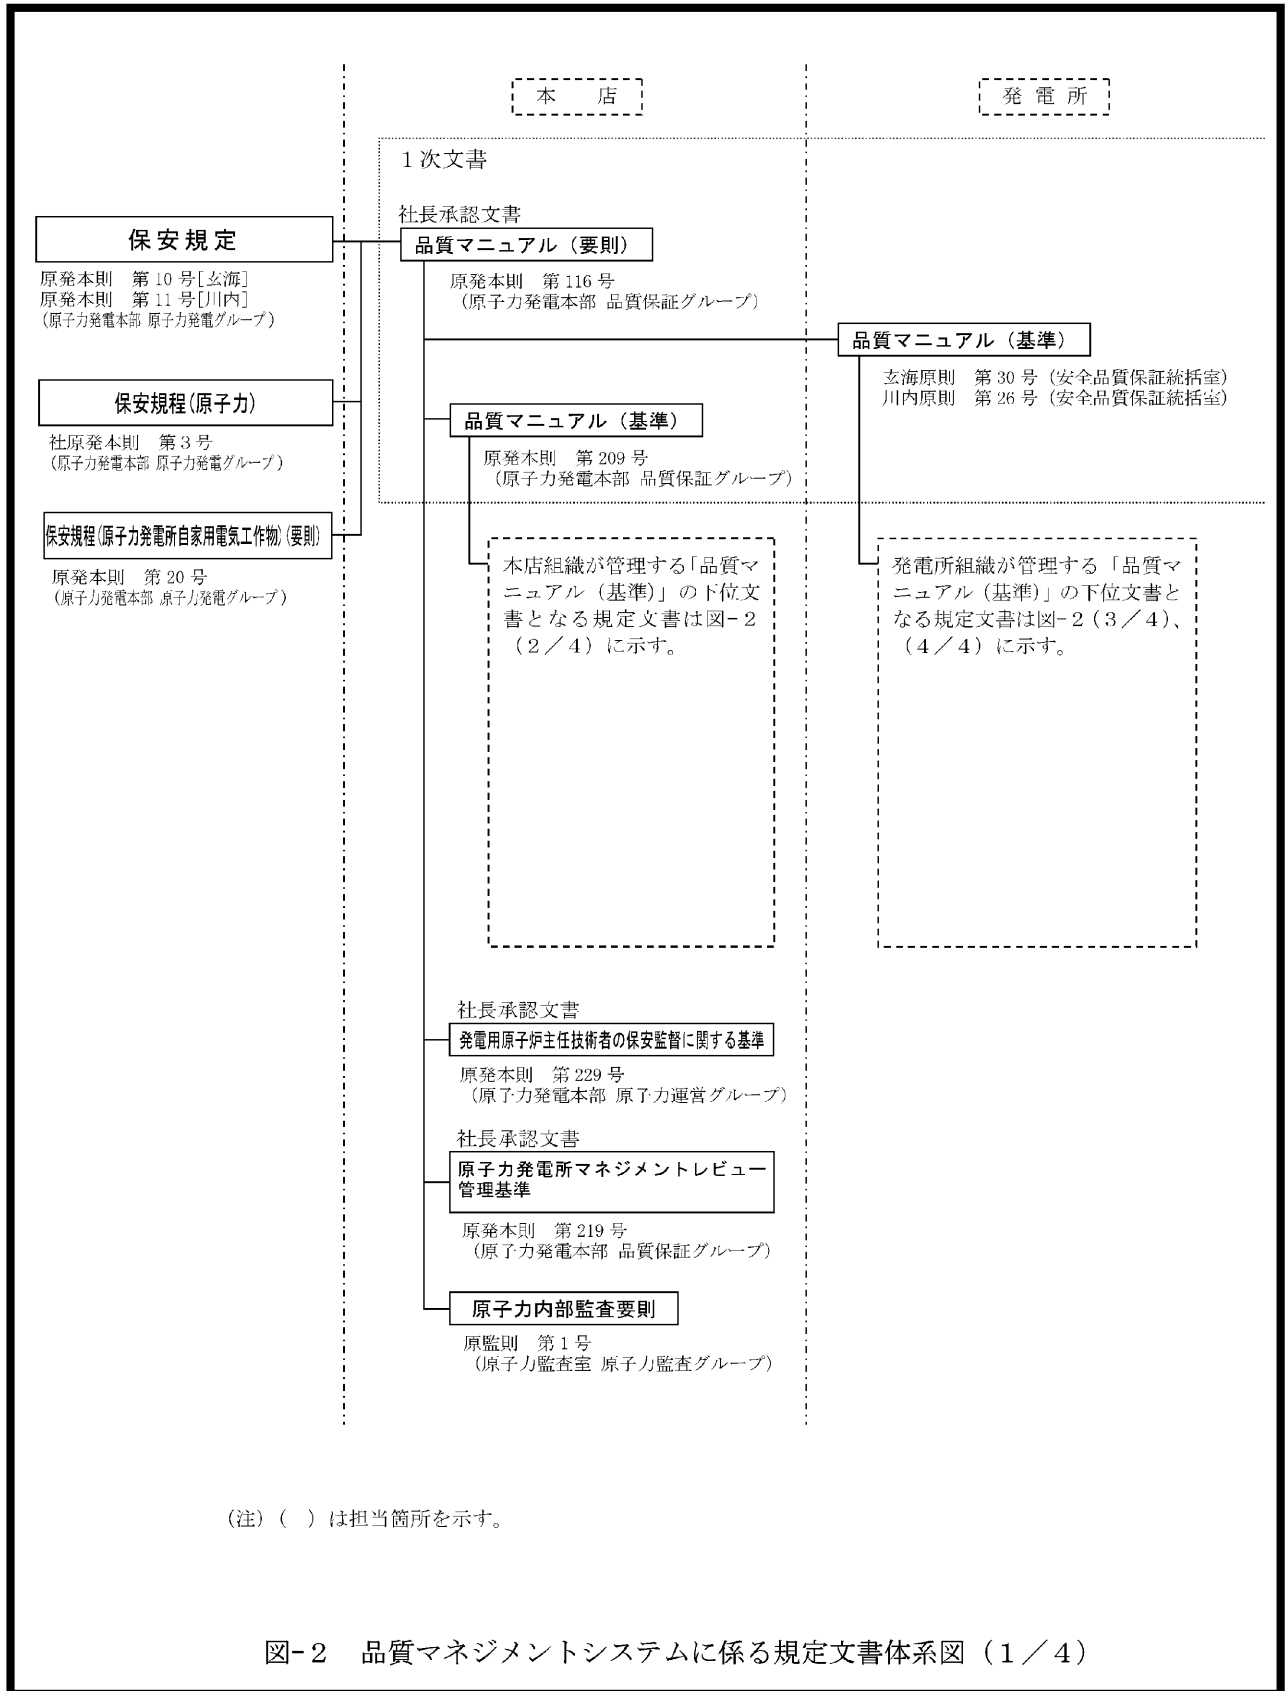 本　店
発電所
1次文書
社長承認文書
保安規定
品質マニュアル（要則）
原発本則　第10号[玄海]
原発本則　第11号[川内]
(原子力発電本部 原子力発電グループ)
原発本則　第116号
（原子力発電本部 品質保証グループ）
品質マニュアル（基準）
玄海原則　第30号（安全品質保証統括室）
川内原則　第26号（安全品質保証統括室）
保安規程(原子力)
社原発本則　第3号
(原子力発電本部 原子力発電グループ)
品質マニュアル（基準）
原発本則　第209号
（原子力発電本部 品質保証グループ）
保安規程(原子力発電所自家用電気工作物)(要則)
原発本則　第20号
(原子力発電本部 原子力発電グループ)
本店組織が管理する「品質マ
ニュアル（基準）」の下位文
書となる規定文書は図-2
（2／4）に示す。
発電所組織が管理する「品質マ
ニュアル（基準）」の下位文書と
なる規定文書は図-2（3／4）、
（4／4）に示す。
社長承認文書
発電用原子炉主任技術者の保安監督に関する基準
原発本則　第229号
（原子力発電本部 原子力運営グループ）
社長承認文書
原子力発電所マネジメントレビュー
管理基準
原発本則　第219号
（原子力発電本部 品質保証グループ）
原子力内部監査要則
原監則　第1号
（原子力監査室 原子力監査グループ）
（注）（　）は担当箇所を示す。
図-2　品質マネジメントシステムに係る規定文書体系図（1／4）